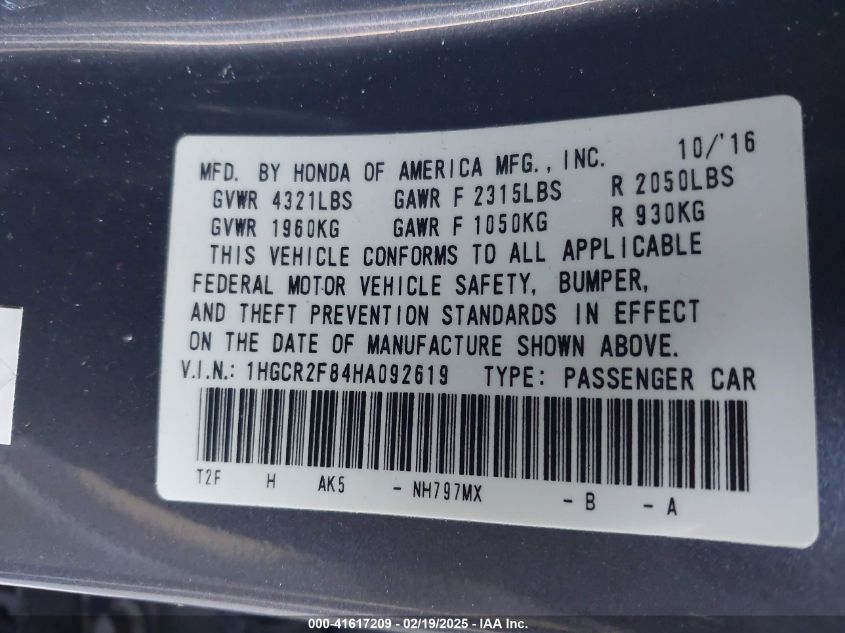 MFD. BY HONDA OF AMERICA MFG., INC. 10/'16
GVWR 4321LBS GAWR F 2315LBS R 2050LBS
GVWR 1960KG GAWR F 1050KG R 930KG
THIS VEHICLE CONFORMS TO ALL APPLICABLE
FEDERAL MOTOR VEHICLE SAFETY, BUMPER,
AND THEFT PREVENTION STANDARDS IN EFFECT
ON THE DATE OF MANUFACTURE SHOWN ABOVE.
V.I.N.: 1HGCR2F84HA092619 TYPE: PASSENGER CAR
T2F H AK5 - NH797MX - B - A
000-41617209 - 02/19/2025 - IAA Inc.